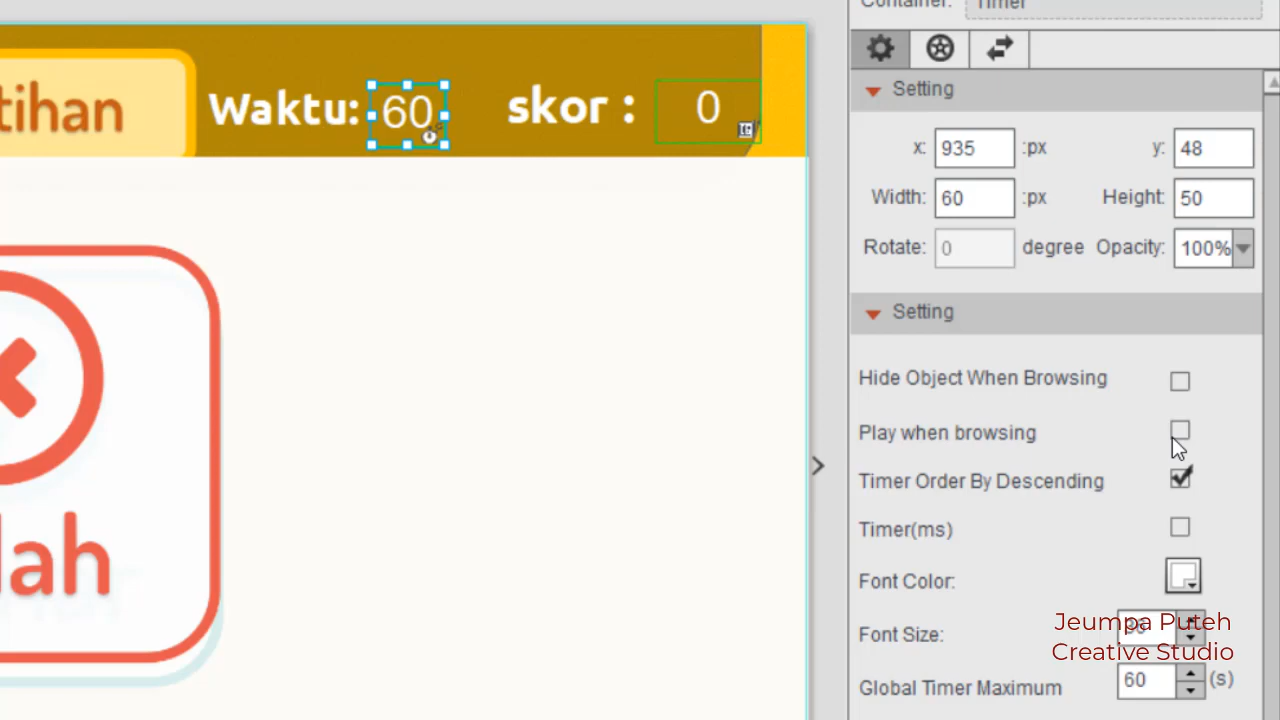 Container: Timer
tihan Waktu: 60 skor : 0
Setting
x: 935 :px y: 48
Width: 60 :px Height: 50
Rotate: 0 degree Opacity: 100%
Setting
Hide Object When Browsing
Play when browsing
Timer Order By Descending
Timer(ms)
lah
Font Color:
Jeumpa Puteh
Font Size:
Creative Studio
Global Timer Maximum 60 (s)